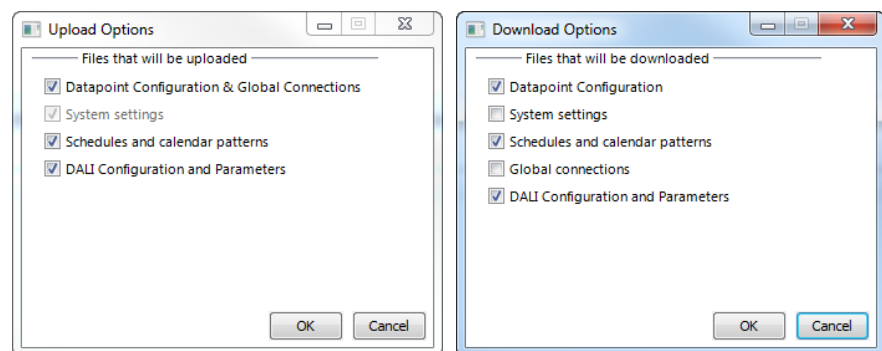 Upload Options
Files that will be uploaded
Datapoint Configuration & Global Connections
System settings
Schedules and calendar patterns
DALI Configuration and Parameters
OK
Cancel
Download Options
Files that will be downloaded
Datapoint Configuration
System settings
Schedules and calendar patterns
Global connections
DALI Configuration and Parameters
OK
Cancel